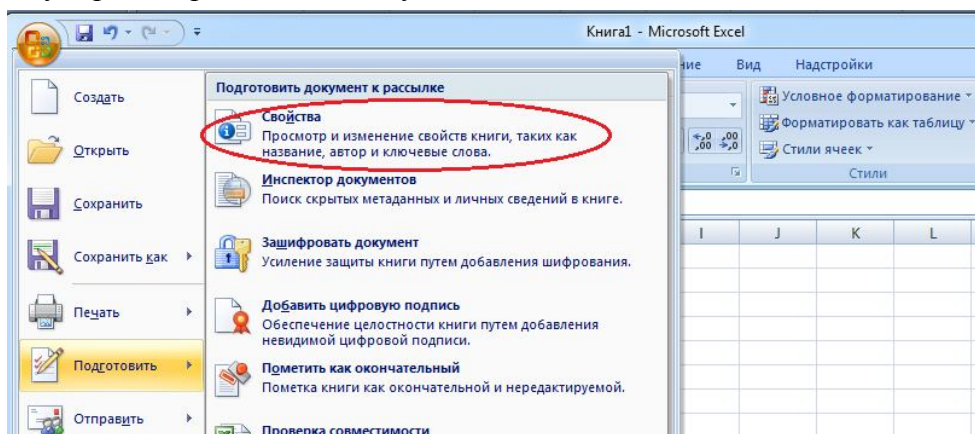 Книга1 - Microsoft Excel
ние Вид Надстройки
Создать
Открыть
Сохранить
Сохранить как
Печать
Подготовить
Отправить
Подготовить документ к рассылке
Свойства
Просмотр и изменение свойств книги, таких как
название, автор и ключевые слова.
Инспектор документов
Поиск скрытых метаданных и личных сведений в книге.
Зашифровать документ
Усиление защиты книги путем добавления шифрования.
Добавить цифровую подпись
Обеспечение целостности книги путем добавления
невидимой цифровой подписи.
Пометить как окончательный
Пометка книги как окончательной и нередактируемой.
Проверка совместимости
Условное форматирование
Форматировать как таблицу
Стили ячеек
Стили
I J K L